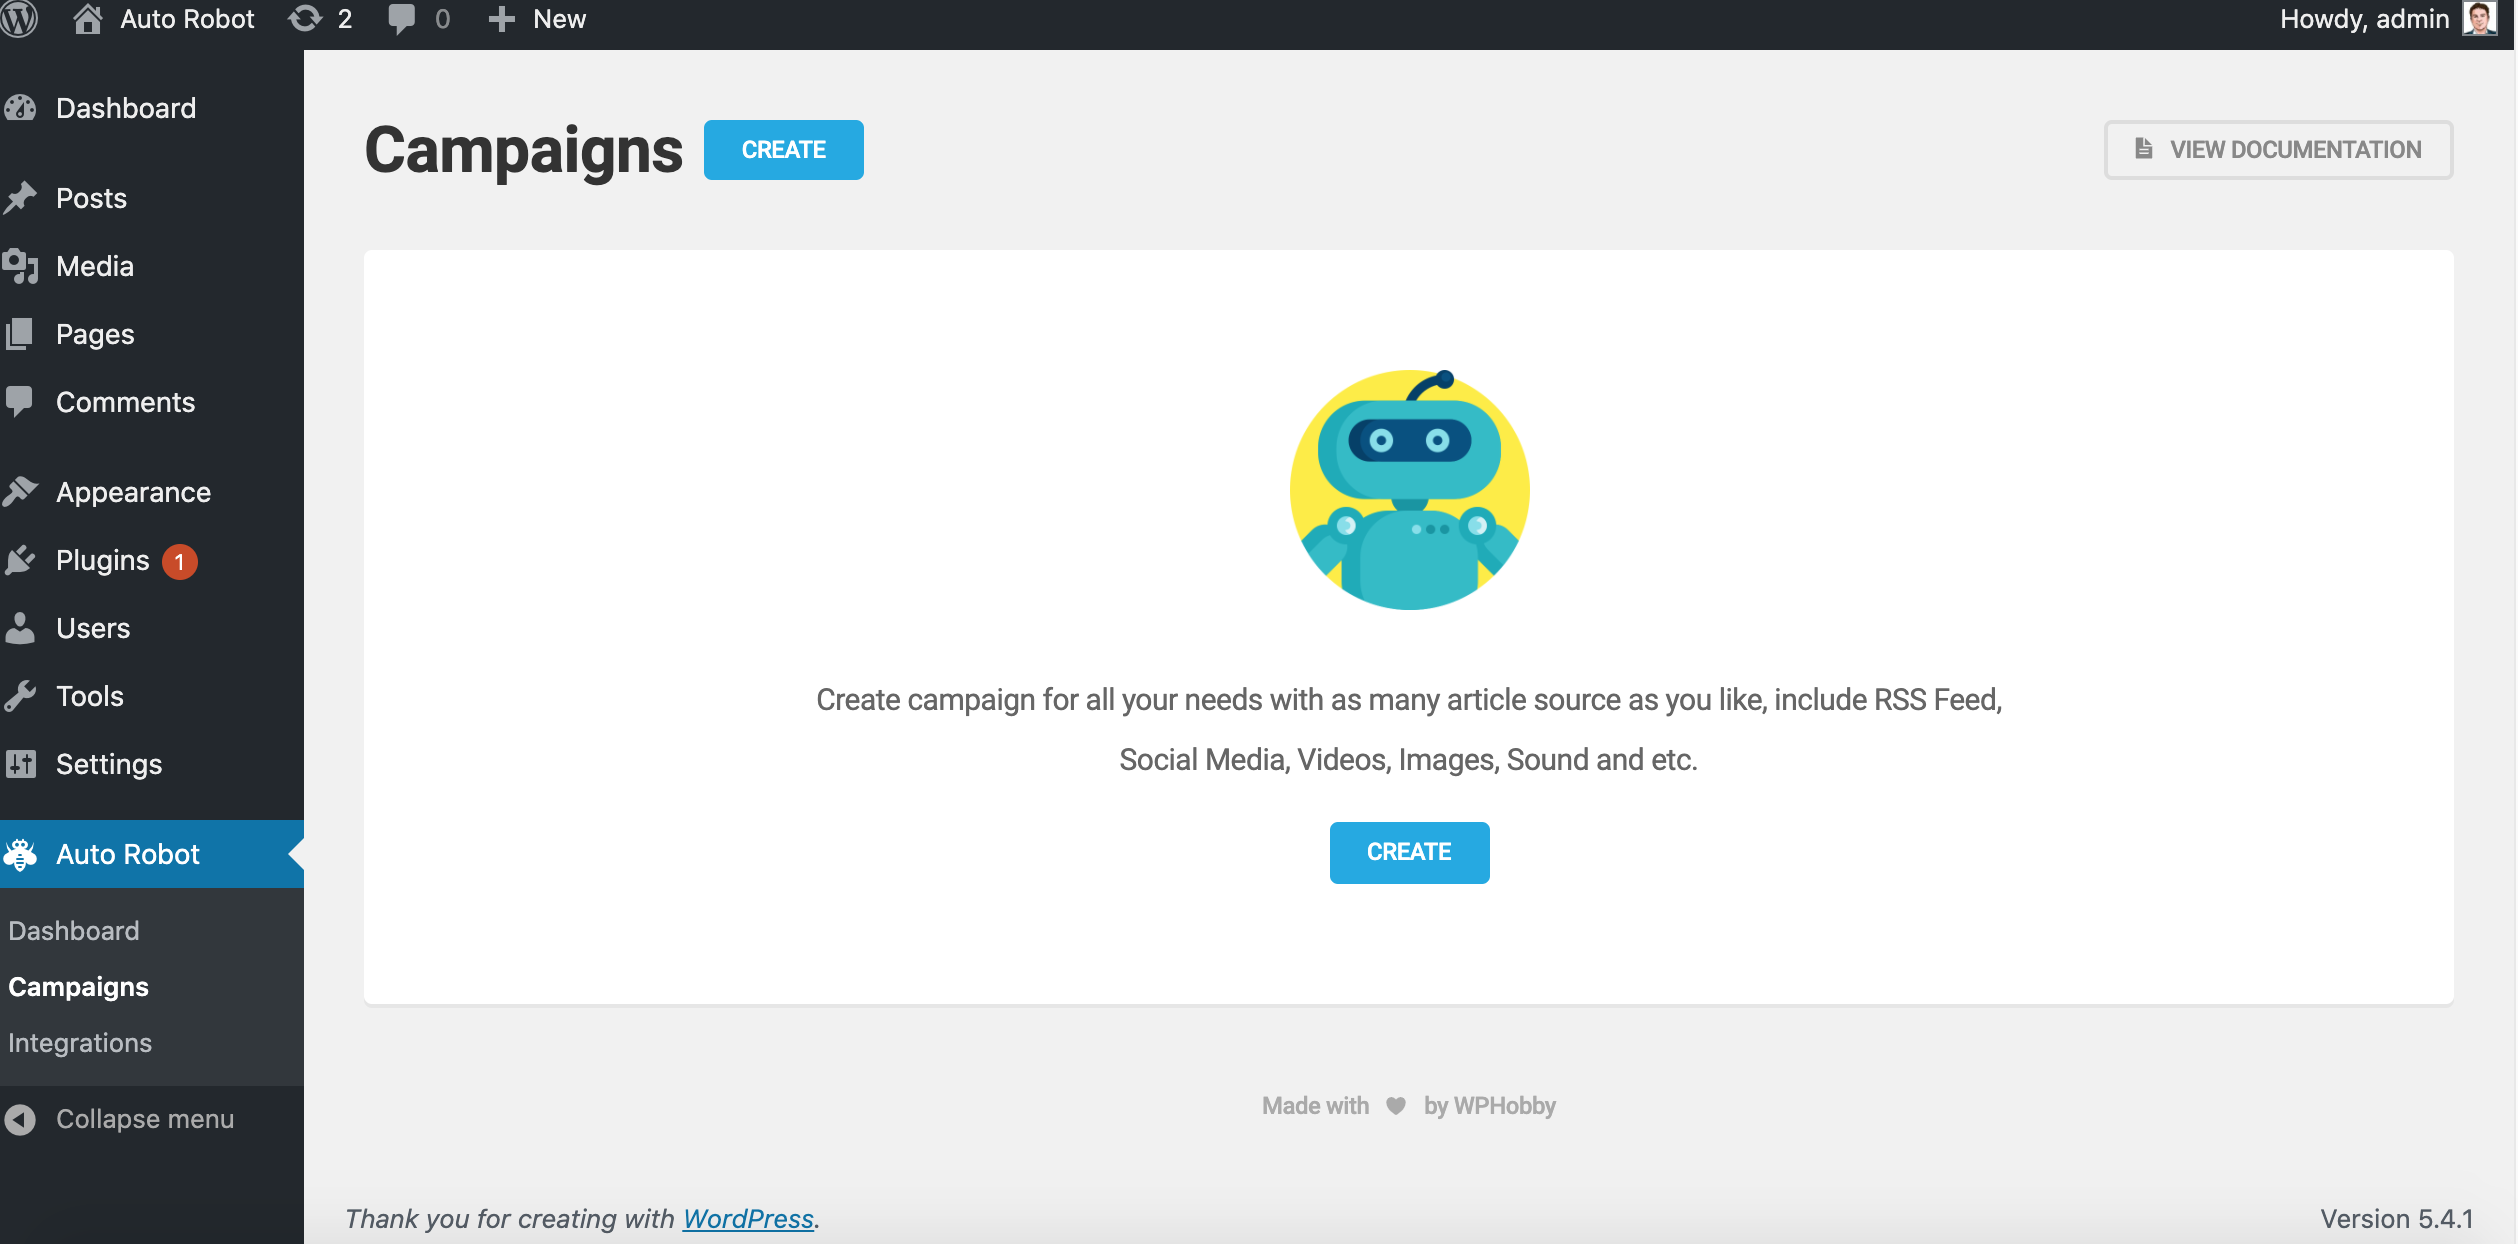 Auto Robot 2 0 New Howdy, admin
Dashboard
Posts
Media
Pages
Comments
Appearance
Plugins 1
Users
Tools
Settings
Auto Robot
Dashboard
Campaigns
Integrations
Collapse menu
Campaigns CREATE VIEW DOCUMENTATION
Create campaign for all your needs with as many article source as you like, include RSS Feed,
Social Media, Videos, Images, Sound and etc.
CREATE
Made with by WPHobby
Thank you for creating with WordPress. Version 5.4.1